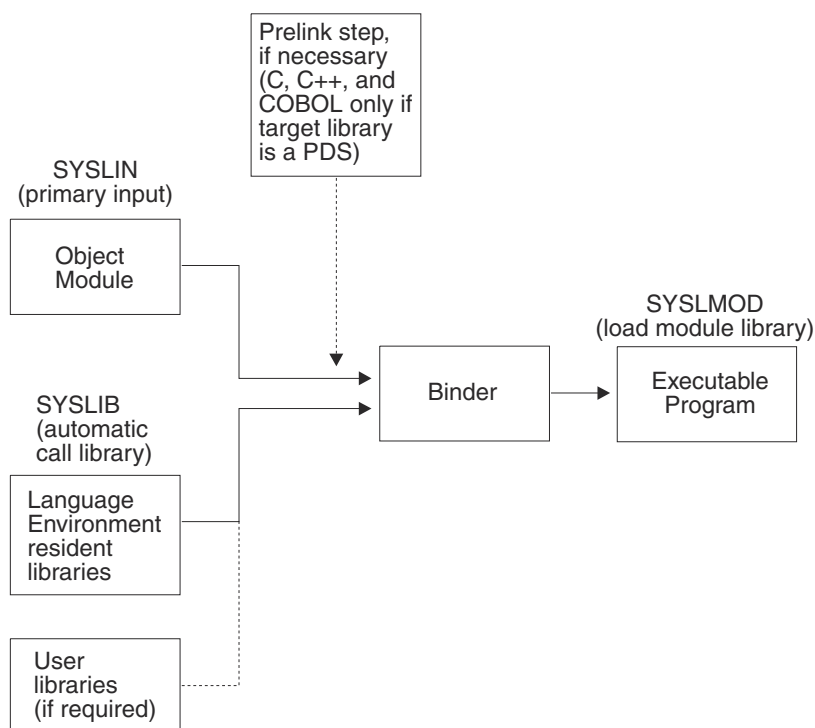 Prelink step,
if necessary
(C, C++, and
COBOL only if
target library
is a PDS)
SYSLIN
(primary input)
Object
Module
SYSLMOD
(load module library)
Binder
Executable
Program
SYSLIB
(automatic
call library)
Language
Environment
resident
libraries
User
libraries
(if required)